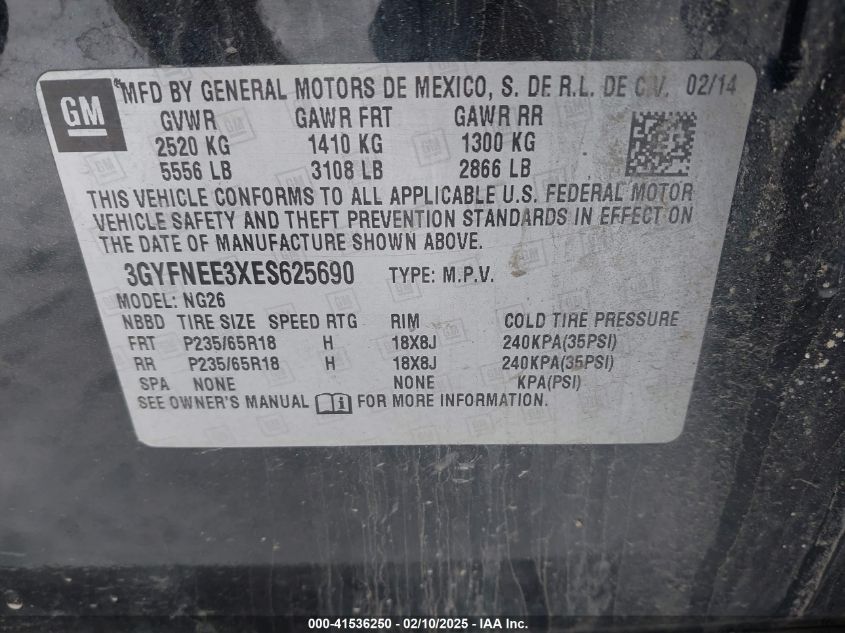 GM
MFD BY GENERAL MOTORS DE MEXICO, S. DE R.L. DE C.V. 02/14
GVWR GAWR FRT GAWR RR
2520 KG 1410 KG 1300 KG
5556 LB 3108 LB 2866 LB
THIS VEHICLE CONFORMS TO ALL APPLICABLE U.S. FEDERAL MOTOR
VEHICLE SAFETY AND THEFT PREVENTION STANDARDS IN EFFECT ON
THE DATE OF MANUFACTURE SHOWN ABOVE.
3GYFNEE3XES625690 TYPE: M.P.V.
MODEL: NG26
NBBD TIRE SIZE SPEED RTG RIM COLD TIRE PRESSURE
FRT P235/65R18 H 18X8J 240KPA(35PSI)
RR P235/65R18 H 18X8J 240KPA(35PSI)
SPA NONE NONE KPA(PSI)
SEE OWNER'S MANUAL FOR MORE INFORMATION.
000-41536250 - 02/10/2025 - IAA, Inc.